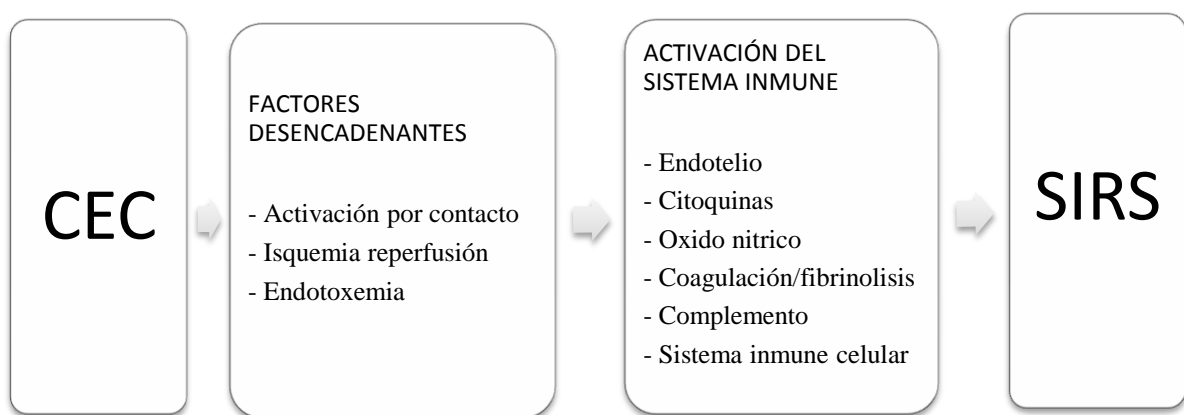 CEC
FACTORES
DESENCADENANTES
- Activación por contacto
- Isquemia reperfusión
- Endotoxemia
ACTIVACIÓN DEL
SISTEMA INMUNE
- Endotelio
- Citoquinas
- Oxido nitrico
- Coagulación/fibrinolisis
- Complemento
- Sistema inmune celular
SIRS